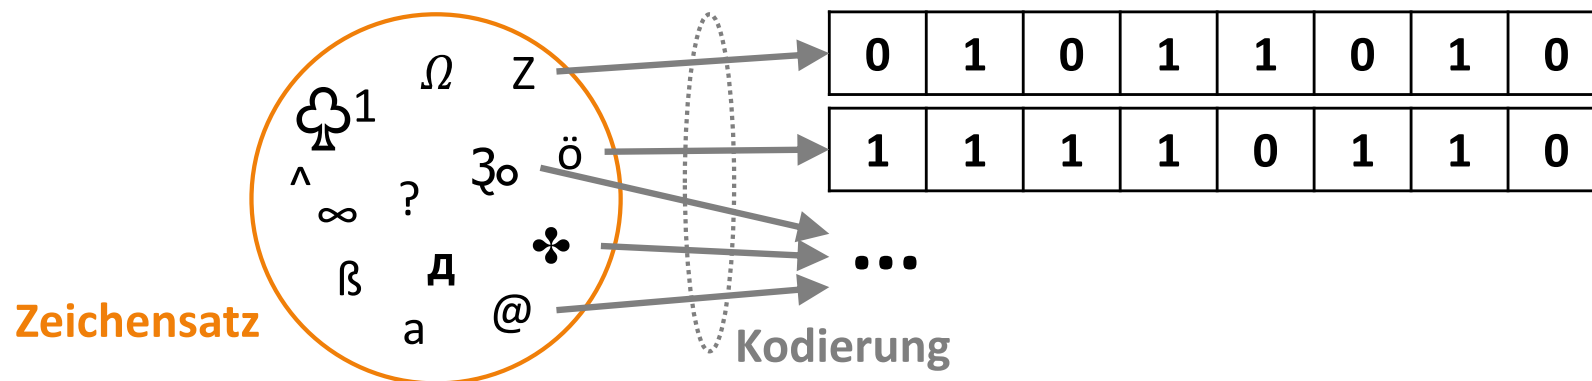 Ω Z
0 1 0 1 1 0 1 0
♧ 1
1 1 1 1 0 1 1 0
ö
^ ?
∞
...
ß д ✤
Zeichensatz
a @
Kodierung